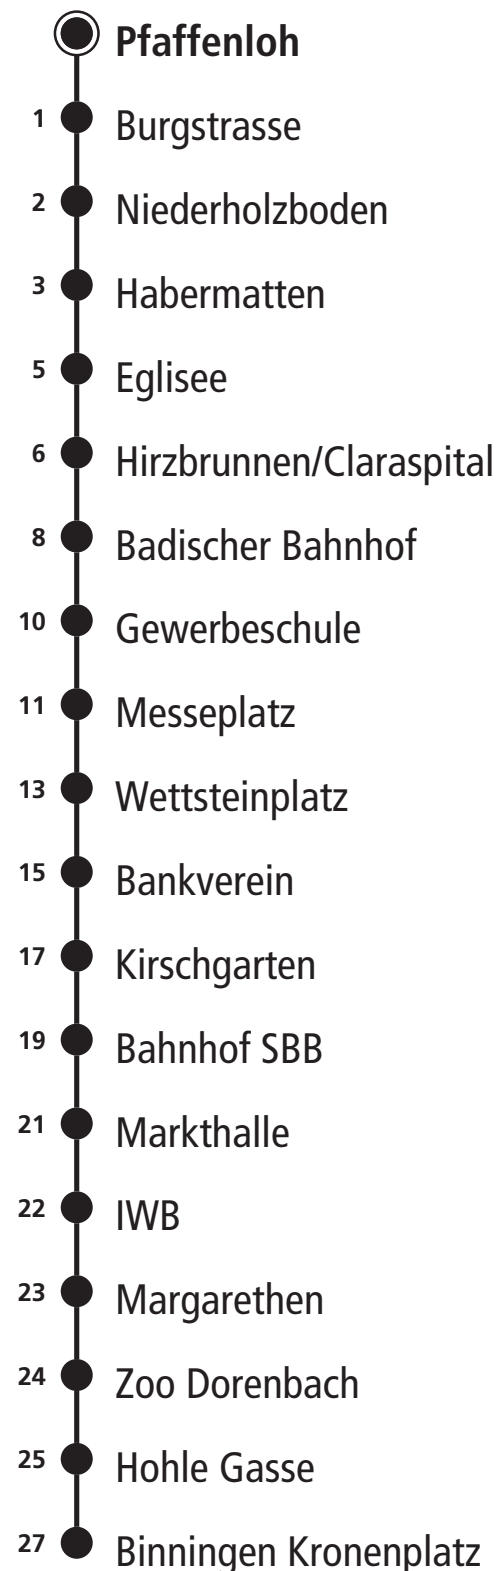 Pfaffenloh
1 Burgstrasse
2 Niederholzboden
3 Habermatten
5 Eglisee
6 Hirzbrunnen/Claraspital
8 Badischer Bahnhof
10 Gewerbeschule
11 Messeplatz
13 Wettsteinplatz
15 Bankverein
17 Kirschgarten
19 Bahnhof SBB
21 Markthalle
22 IWB
23 Margarethen
24 Zoo Dorenbach
25 Hohle Gasse
27 Binningen Kronenplatz